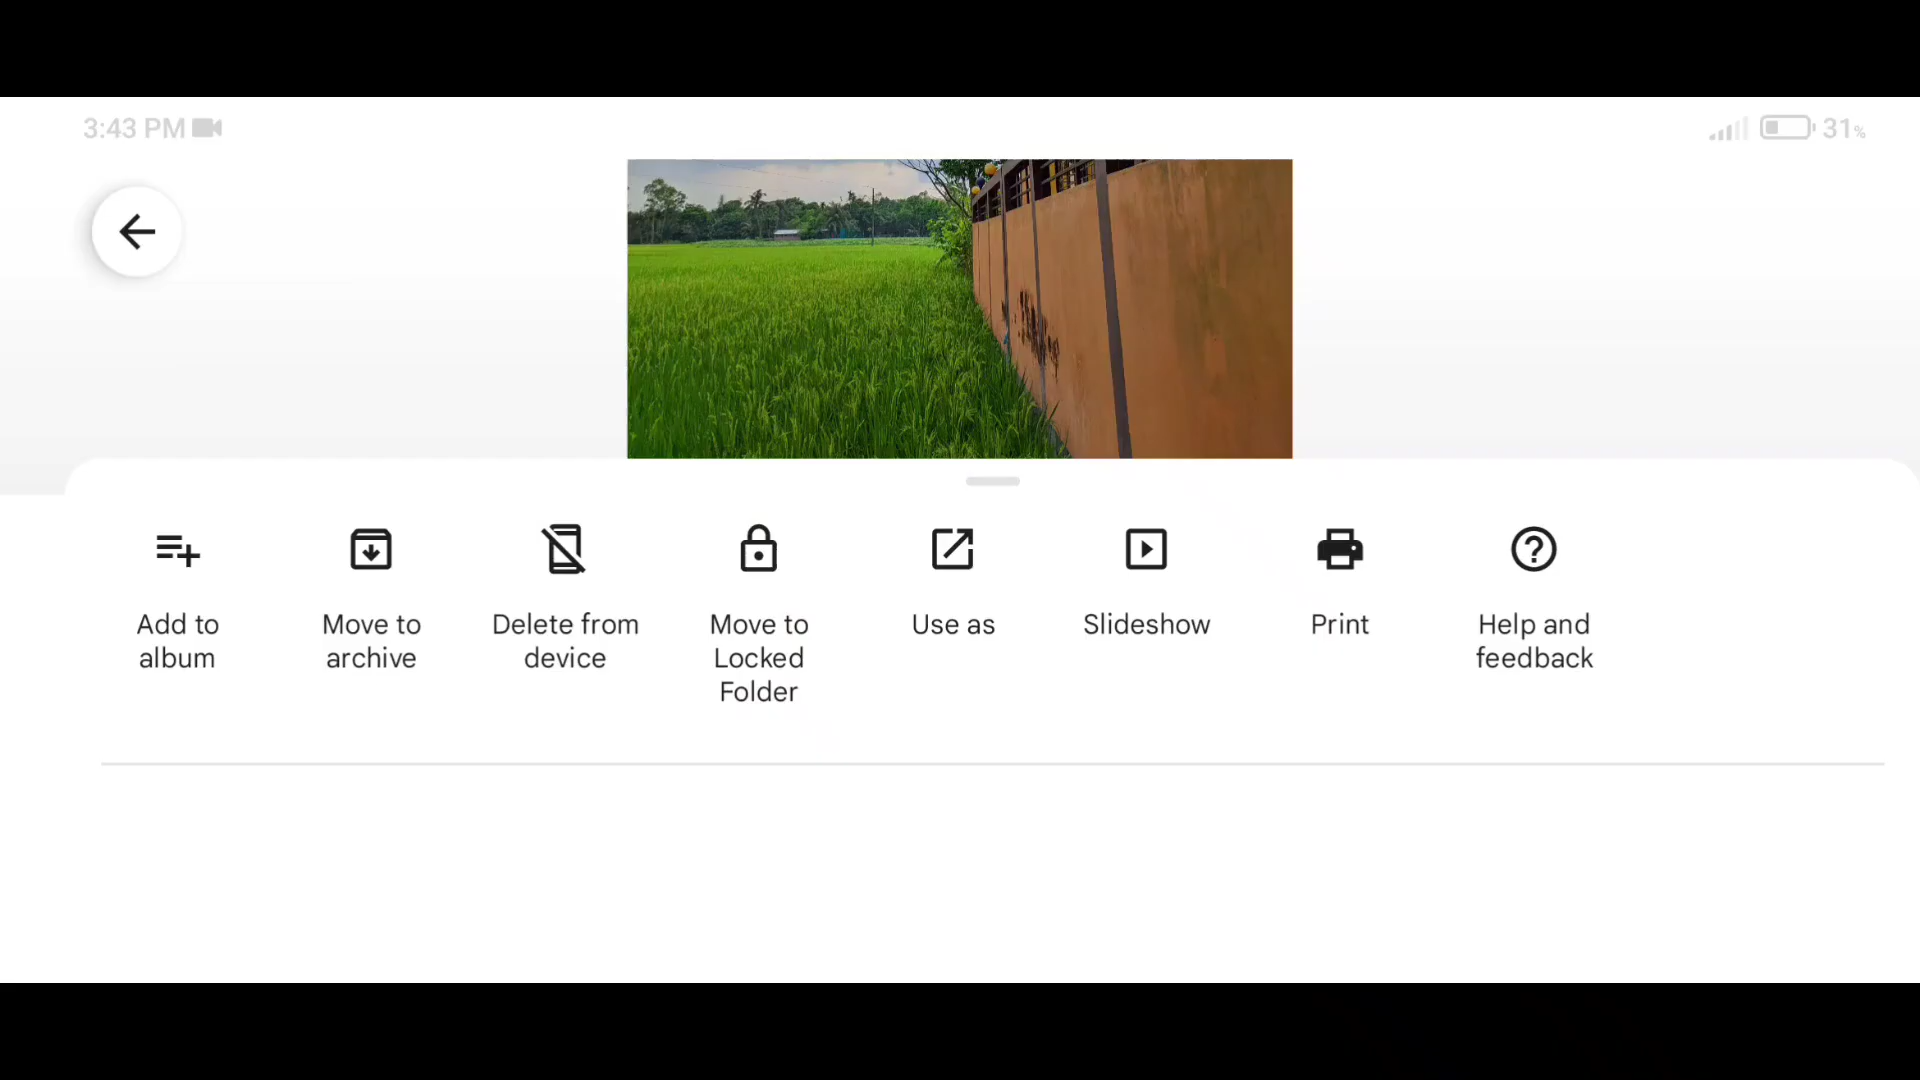 3:43 PM
31%
Add to
album
Move to
archive
Delete from
device
Move to
Locked
Folder
Use as
Slideshow
Print
Help and
feedback